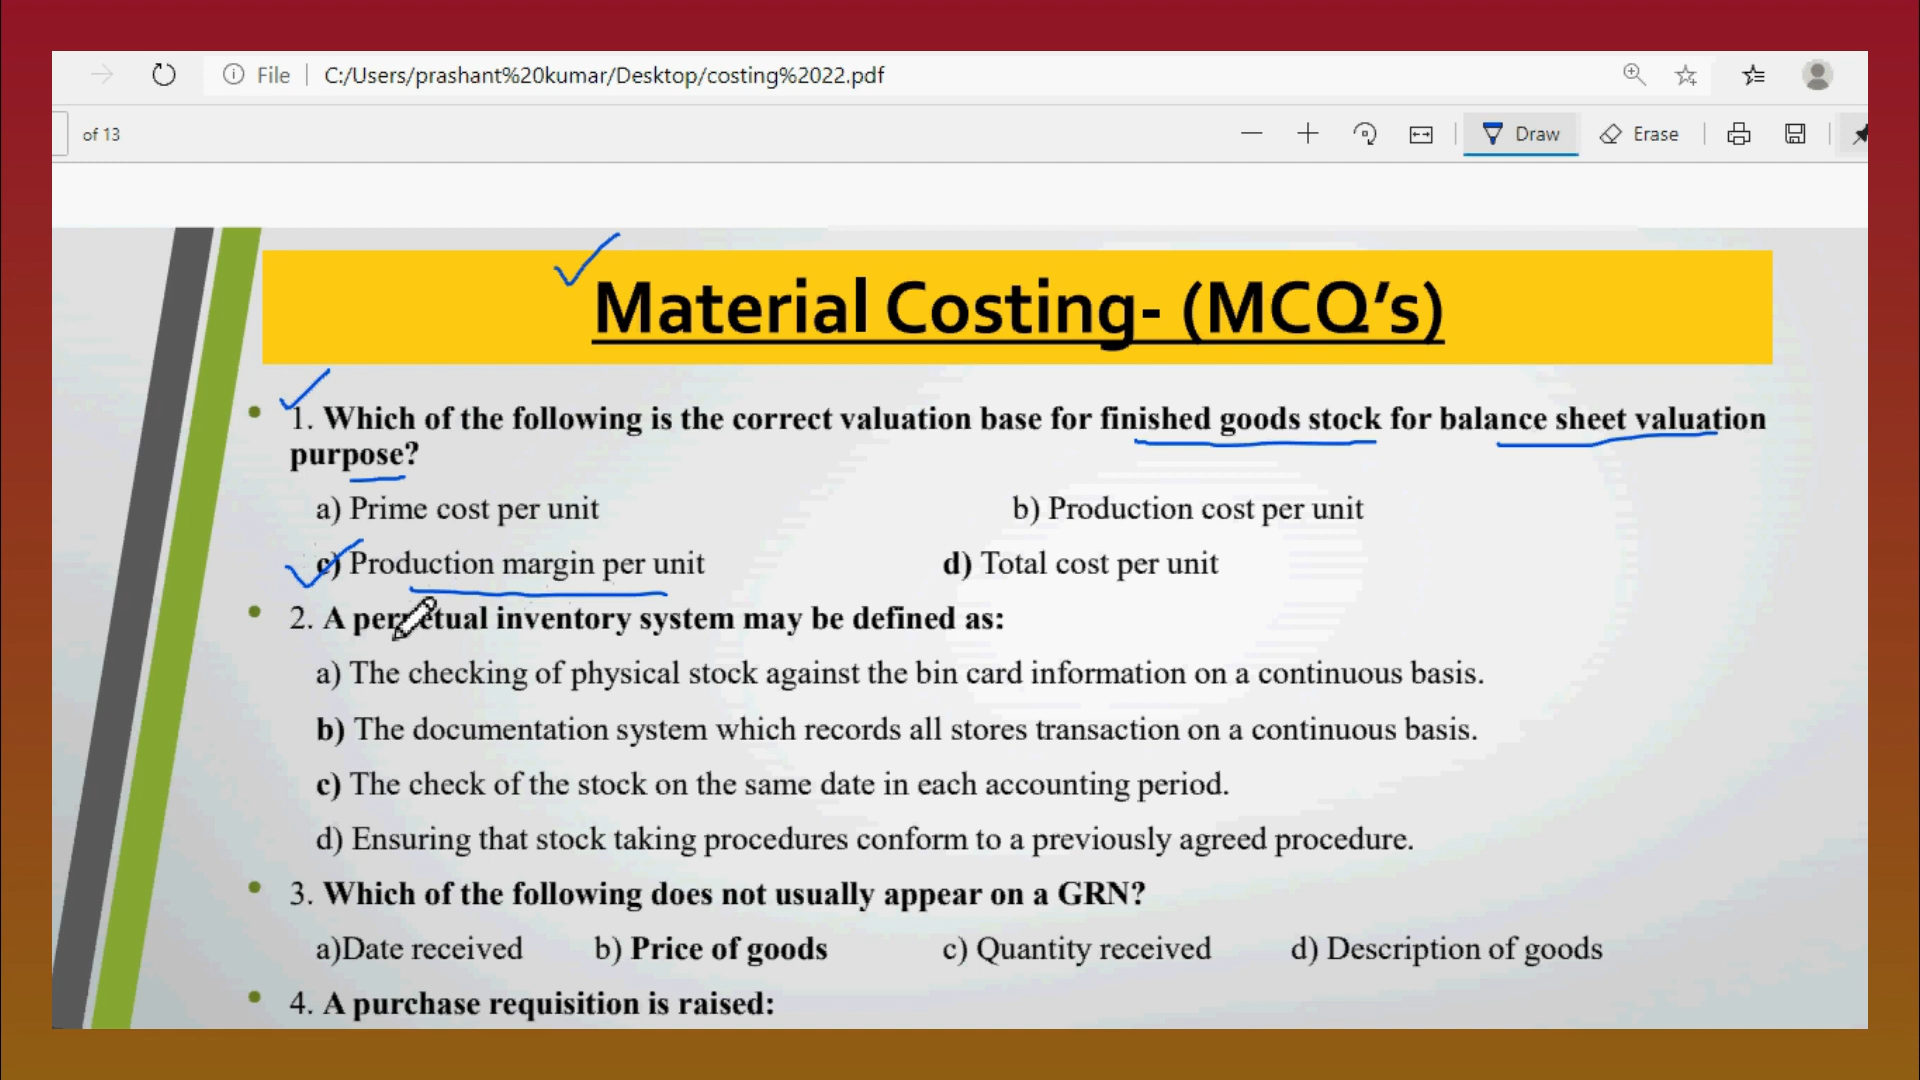 File
C:/Users/prashant%20kumar/Desktop/costing%2022.pdf
of 13
Draw
Erase
Material Costing- (MCQ's)
1. Which of the following is the correct valuation base for finished goods stock for balance sheet valuation
purpose?
a) Prime cost per unit b) Production cost per unit
c) Production margin per unit d) Total cost per unit
2. A perpetual inventory system may be defined as:
a) The checking of physical stock against the bin card information on a continuous basis.
b) The documentation system which records all stores transaction on a continuous basis.
c) The check of the stock on the same date in each accounting period.
d) Ensuring that stock taking procedures conform to a previously agreed procedure.
3. Which of the following does not usually appear on a GRN?
a)Date received b) Price of goods c) Quantity received d) Description of goods
4. A purchase requisition is raised: